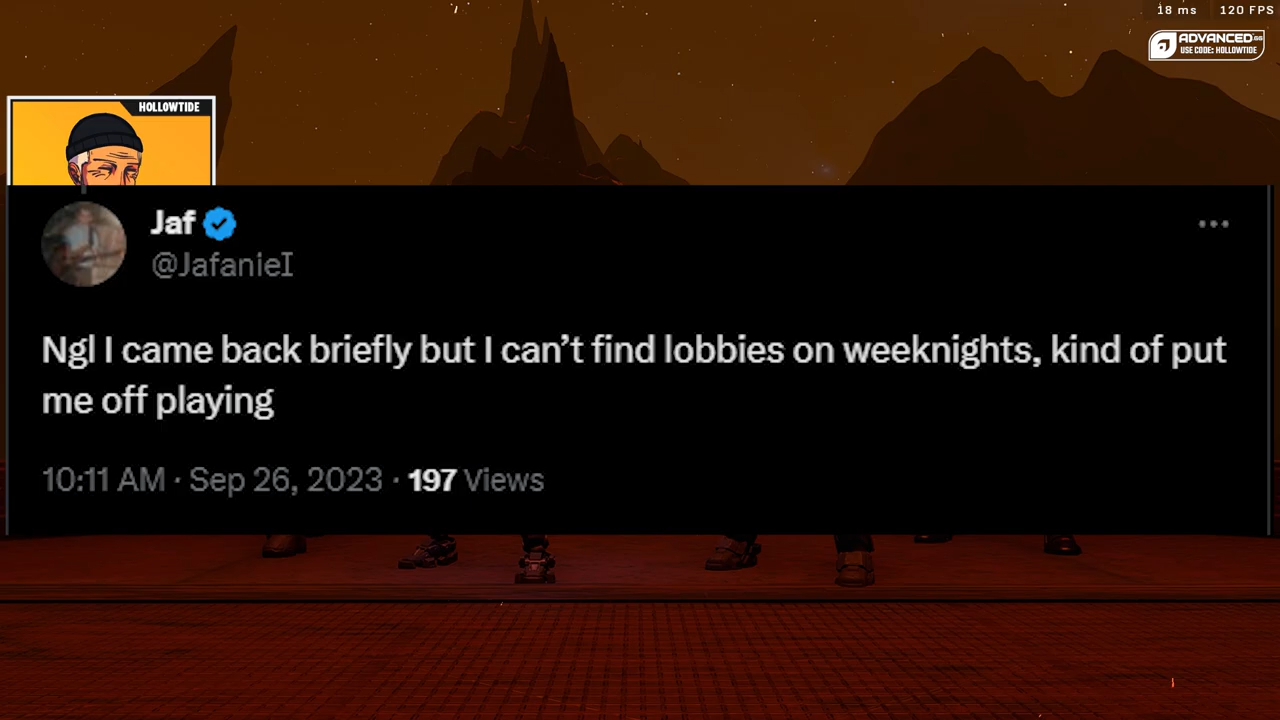 18 ms 120 FPS
ADVANCED.GG
USE CODE: HOLLOWTIDE
HOLLOWTIDE
Jaf
@JafanieI
Ngl I came back briefly but I can’t find lobbies on weeknights, kind of put
me off playing
10:11 AM · Sep 26, 2023 · 197 Views